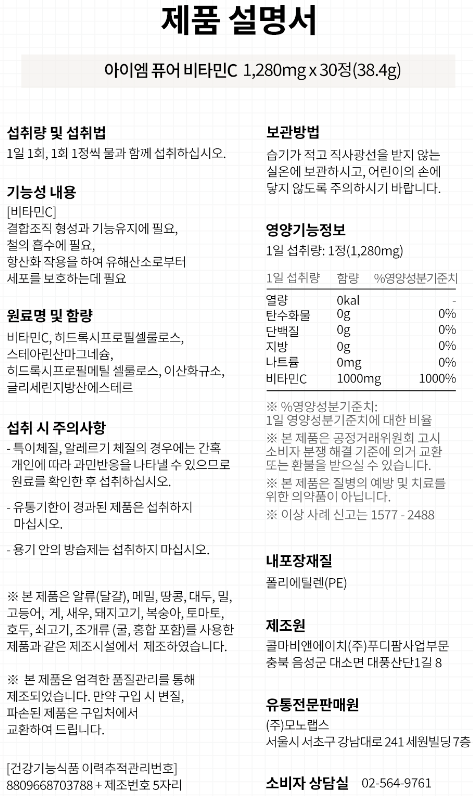 제품 설명서
아이엠 퓨어 비타민C 1,280mg x 30정(38.4g)
섭취량 및 섭취법
1일 1회, 1회 1정씩 물과 함께 섭취하십시오.
기능성 내용
[비타민C]
결합조직 형성과 기능유지에 필요,
철의 흡수에 필요,
항산화 작용을 하여 유해산소로부터
세포를 보호하는데 필요
원료명 및 함량
비타민C, 히드록시프로필셀룰로스,
스테아린산마그네슘,
히드록시프로필메틸 셀룰로스, 이산화규소,
글리세린지방산에스테르
섭취 시 주의사항
- 특이체질, 알레르기 체질의 경우에는 간혹
개인에 따라 과민반응을 나타낼 수 있으므로
원료를 확인한 후 섭취하십시오.
- 유통기한이 경과된 제품은 섭취하지
마십시오.
- 용기 안의 방습제는 섭취하지 마십시오.
※ 본 제품은 알류(달걀), 메밀, 땅콩, 대두, 밀,
고등어, 게, 새우, 돼지고기, 복숭아, 토마토,
호두, 쇠고기, 조개류 (굴, 홍합 포함)를 사용한
제품과 같은 제조시설에서 제조하였습니다.
※ 본 제품은 엄격한 품질관리를 통해
제조되었습니다. 만약 구입 시 변질,
파손된 제품은 구입처에서
교환하여 드립니다.
[건강기능식품 이력추적관리번호]
8809668703788 + 제조번호 5자리
보관방법
습기가 적고 직사광선을 받지 않는
실온에 보관하시고, 어린이의 손에
닿지 않도록 주의하시기 바랍니다.
영양기능정보
1일 섭취량: 1정(1,280mg)
1일 섭취량 함량 %영양성분기준치
열량 0kal -
탄수화물 0g 0%
단백질 0g 0%
지방 0g 0%
나트륨 0mg 0%
비타민C 1000mg 1000%
※ %영양성분기준치:
1일 영양성분기준치에 대한 비율
※ 본 제품은 공정거래위원회 고시
소비자 분쟁 해결 기준에 의거 교환
또는 환불을 받으실 수 있습니다.
※ 본 제품은 질병의 예방 및 치료를
위한 의약품이 아닙니다.
※ 이상 사례 신고는 1577 - 2488
내포장재질
폴리에틸렌(PE)
제조원
콜마비앤에이치(주)푸디팜사업부문
충북 음성군 대소면 대풍산단1길 8
유통전문판매원
(주)모노랩스
서울시 서초구 강남대로 241 세원빌딩 7층
소비자 상담실 02-564-9761